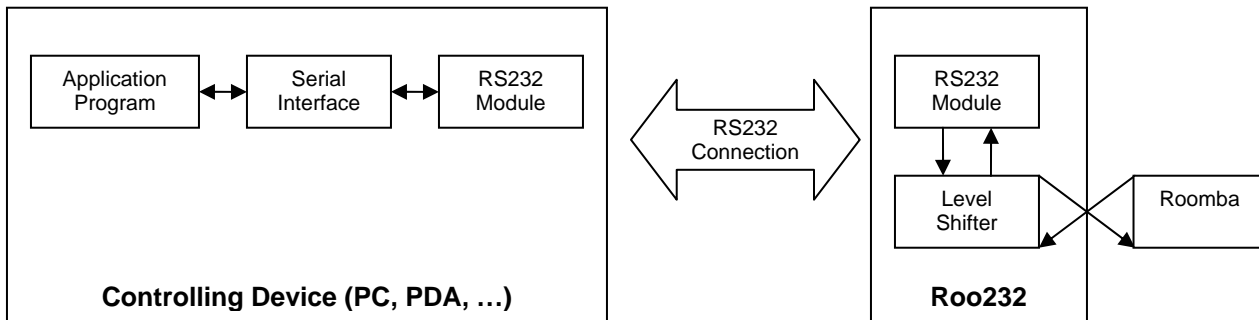 Application
Program
Serial
Interface
RS232
Module
RS232
Connection
RS232
Module
Level
Shifter
Roomba
Controlling Device (PC, PDA, …)
Roo232